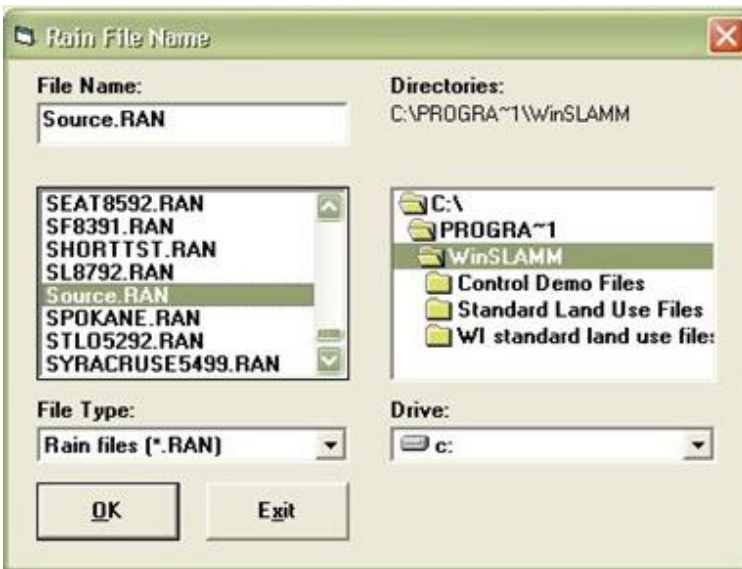 Rain File Name
File Name:
Source.RAN
Directories:
C:\PROGRA~1\WinSLAMM
SEAT8592.RAN
SF8391.RAN
SHORTTST.RAN
SL8792.RAN
Source.RAN
SPOKANE.RAN
STL05292.RAN
SYRACRUSE5499.RAN
C:\
PROGRA~1
WinSLAMM
Control Demo Files
Standard Land Use Files
WI standard land use files
File Type:
Rain files (*.RAN)
Drive:
c:
OK
Exit